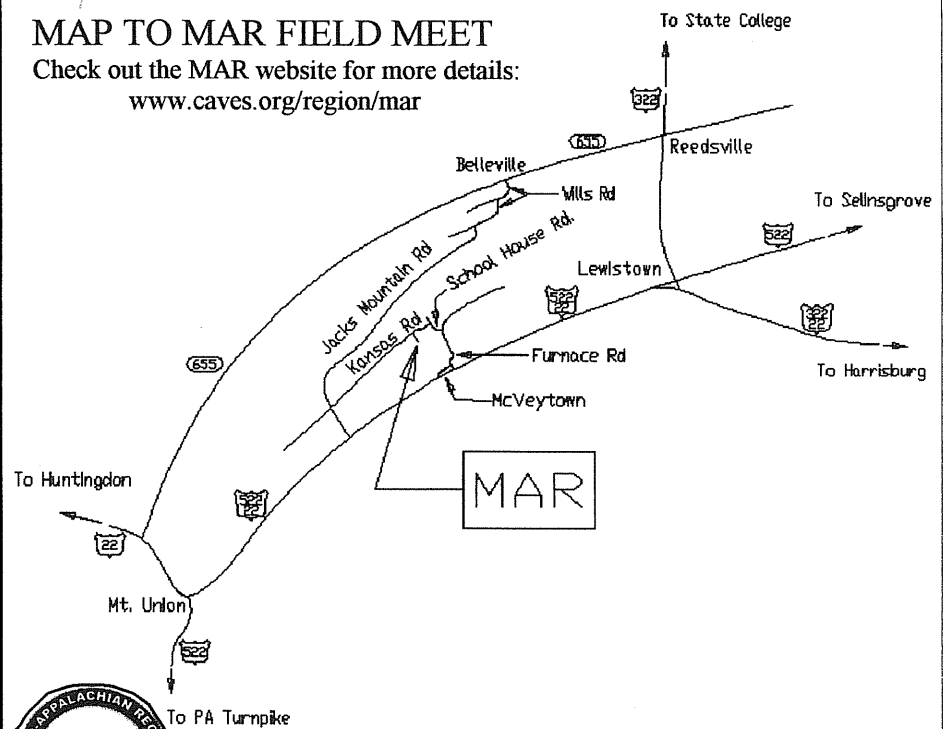 MAP TO MAR FIELD MEET
Check out the MAR website for more details:
www.caves.org/region/mar
To State College
322
655
Reedsville
Belleville
Wills Rd
To Selinsgrove
522
School House Rd.
Lewistown
Jacks Mountain Rd
522
22
322
22
Kansas Rd
Furnace Rd
655
To Harrisburg
McVeytown
MAR
To Huntingdon
522
22
22
Mt. Union
522
To PA Turnpike
APPALACHIAN